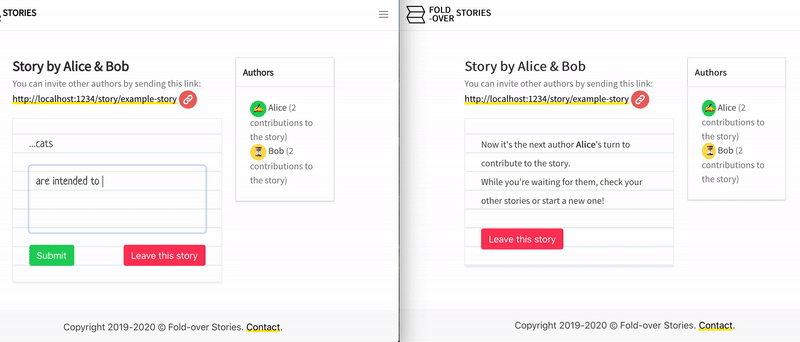 STORIES
Story by Alice & Bob
You can invite other authors by sending this link:
http://localhost:1234/story/example-story
...cats
are intended to
Submit
Leave this story
Authors
Alice (2
contributions to
the story)
Bob (2
contributions to
the story)
Copyright 2019-2020 © Fold-over Stories. Contact.
FOLD
-OVER
STORIES
Story by Alice & Bob
You can invite other authors by sending this link:
http://localhost:1234/story/example-story
Now it's the next author Alice's turn to
contribute to the story.
While you're waiting for them, check your
other stories or start a new one!
Leave this story
Authors
Alice (2
contributions to
the story)
Bob (2
contributions to
the story)
Copyright 2019-2020 © Fold-over Stories. Contact.